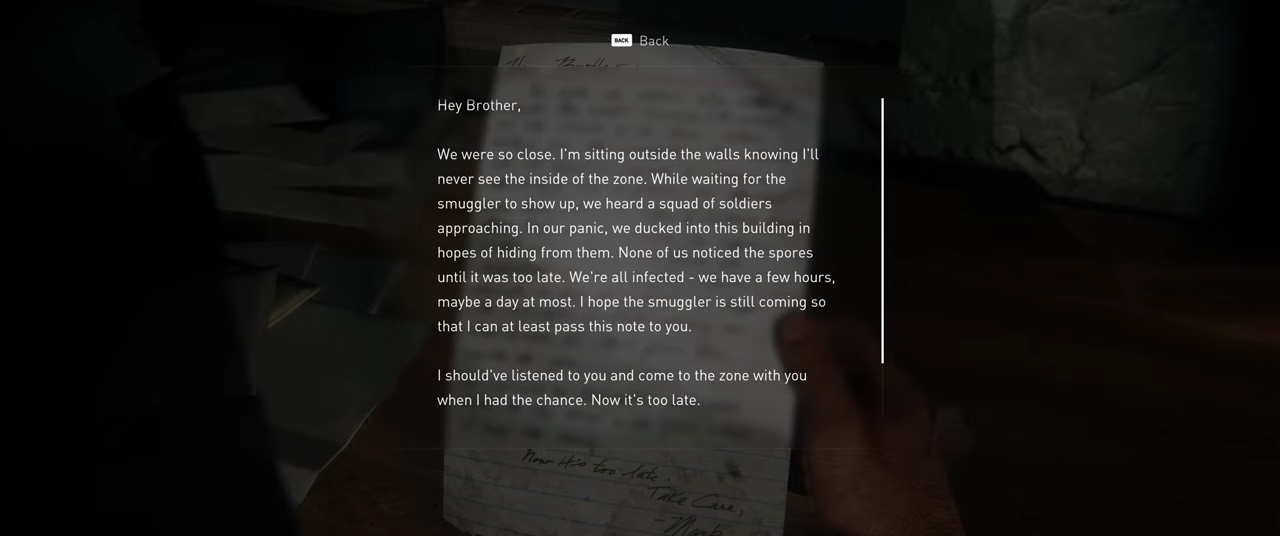 BACK Back
Hey Brother,
We were so close. I'm sitting outside the walls knowing I'll
never see the inside of the zone. While waiting for the
smuggler to show up, we heard a squad of soldiers
approaching. In our panic, we ducked into this building in
hopes of hiding from them. None of us noticed the spores
until it was too late. We're all infected - we have a few hours,
maybe a day at most. I hope the smuggler is still coming so
that I can at least pass this note to you.
I should've listened to you and come to the zone with you
when I had the chance. Now it's too late.
Now it's too late.
Take Care,